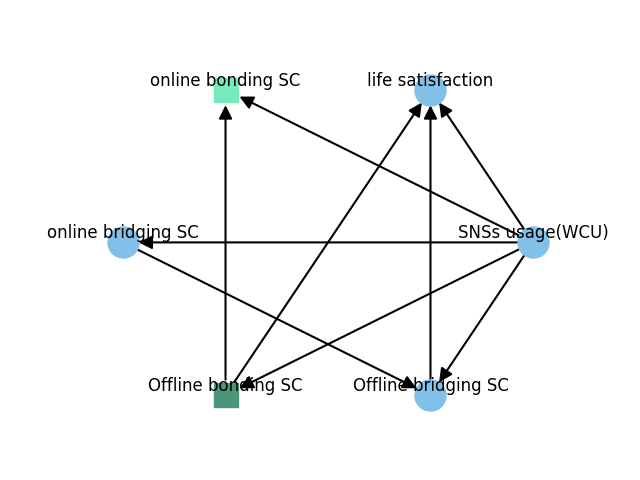 online bonding SC
life satisfaction
online bridging SC
SNSs usage(WCU)
Offline bonding SC
Offline bridging SC